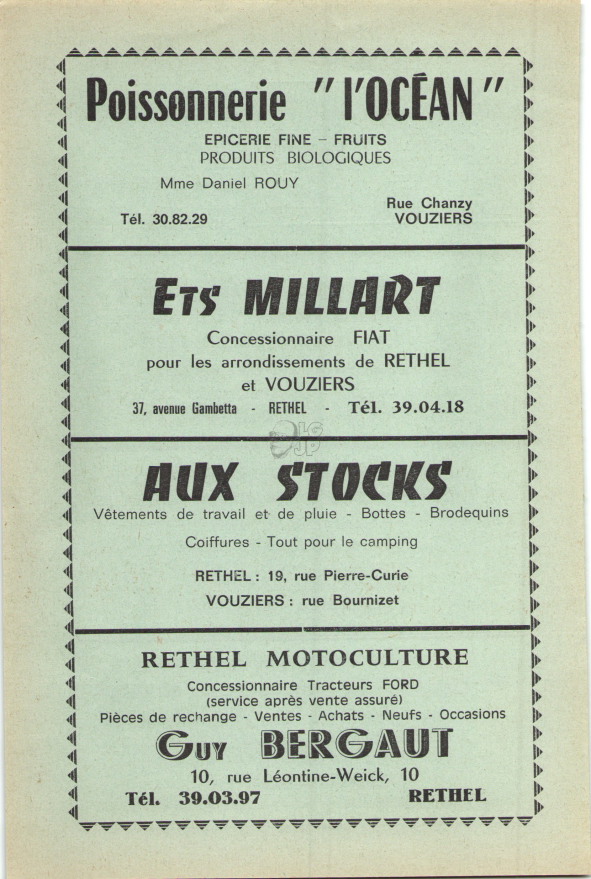 Poissonnerie "l'OCÉAN"
EPICERIE FINE - FRUITS
PRODUITS BIOLOGIQUES
Mme Daniel ROUY
Rue Chanzy
Tél. 30.82.29 VOUZIERS
ETS MILLART
Concessionnaire FIAT
pour les arrondissements de RETHEL
et VOUZIERS
37, avenue Gambetta - RETHEL - Tél. 39.04.18
LG
JP
AUX STOCKS
Vêtements de travail et de pluie - Bottes - Brodequins
Coiffures - Tout pour le camping
RETHEL : 19, rue Pierre-Curie
VOUZIERS : rue Bournizet
RETHEL MOTOCULTURE
Concessionnaire Tracteurs FORD
(service après vente assuré)
Pièces de rechange - Ventes - Achats - Neufs - Occasions
GUY BERGAUT
10, rue Léontine-Weick, 10
Tél. 39.03.97 RETHEL